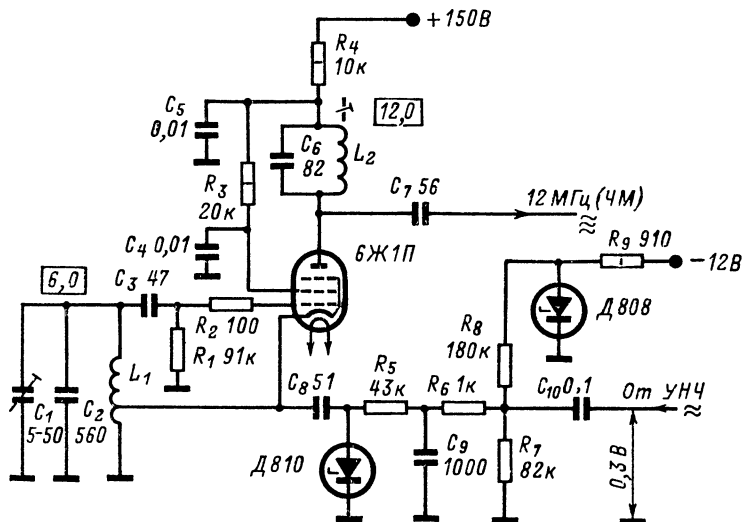 + 150В
R4
10к
C5
0,01
12,0
C6
82
L2
R3
20к
C7 56
12 МГц (ЧМ)
C4 0,01
6Ж1П
R9 910
−12В
6,0
C3 47
Д808
R2 100
R8
180к
R1 91к
L1
C8 51
R5
43к
R6 1к
C10 0,1
От УНЧ
C1
5-50
C2
560
Д810
C9
1000
R7
82к
0,3 В